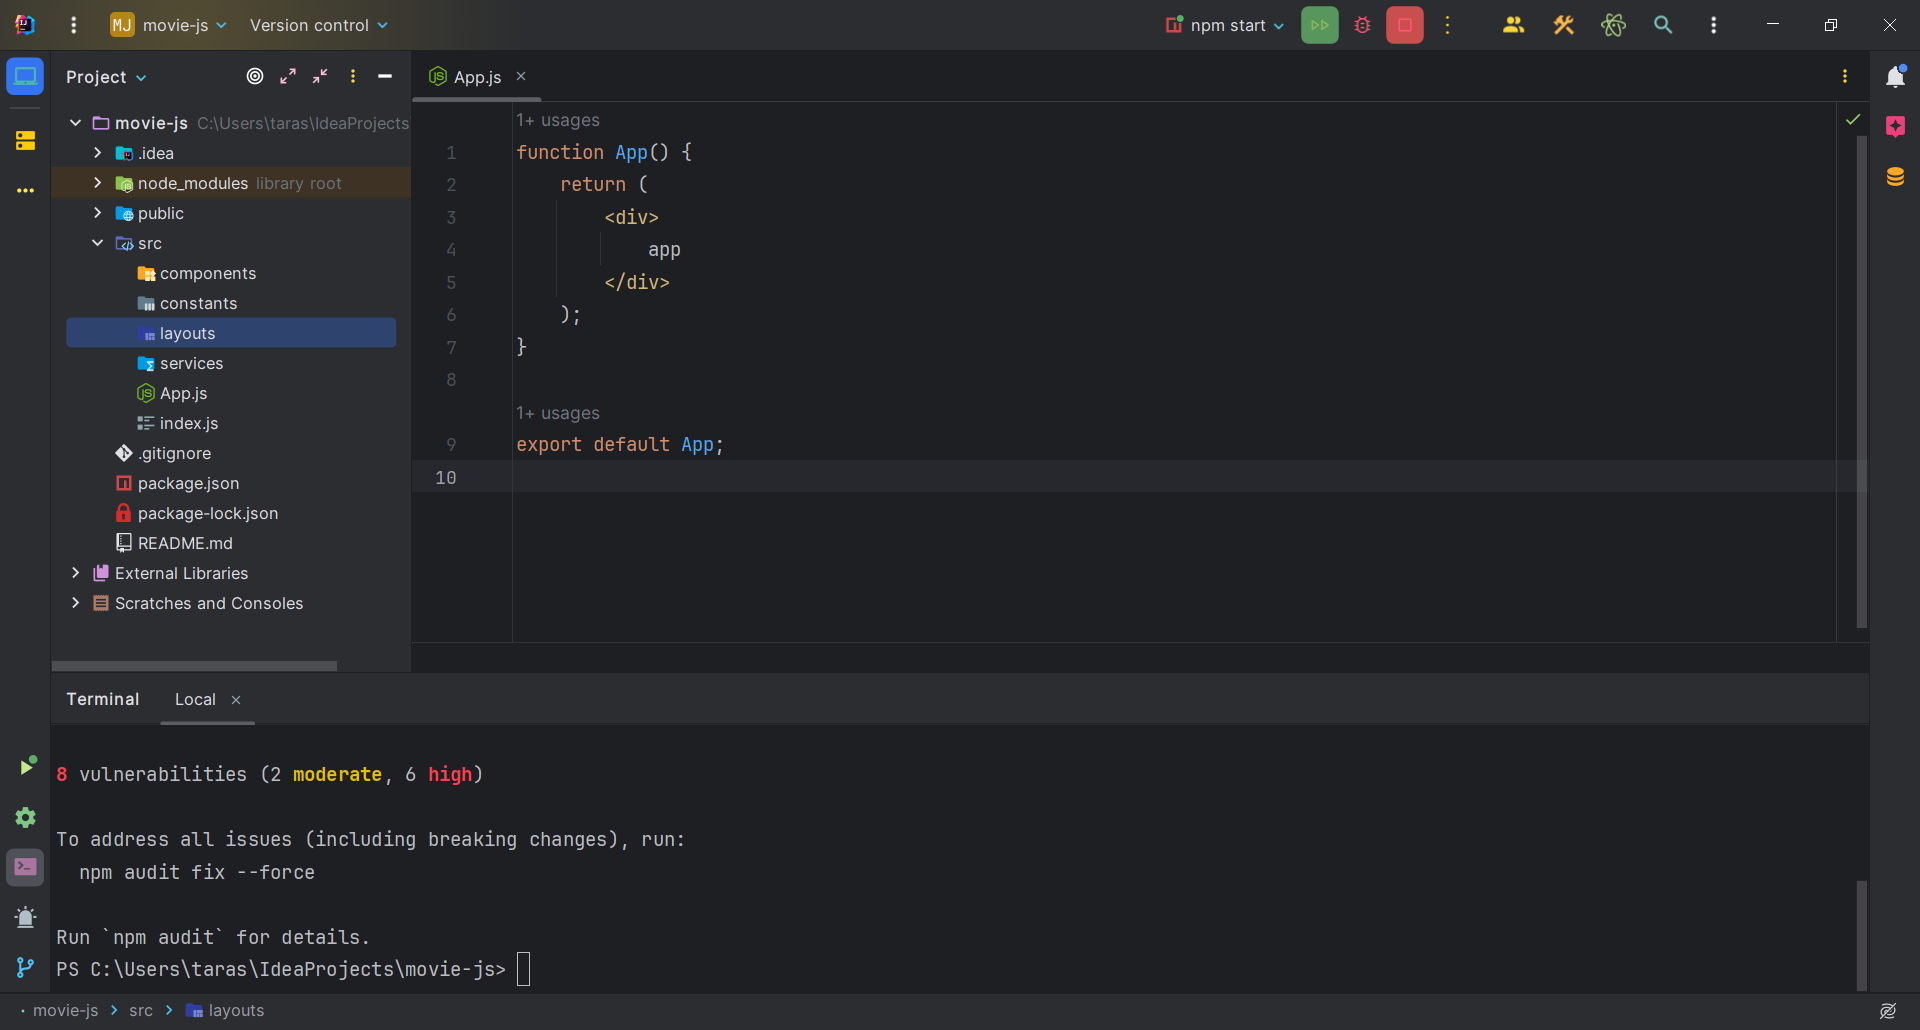 MJ movie-js Version control npm start
Project
App.js
movie-js C:\Users\taras\IdeaProjects
.idea
node_modules library root
public
src
components
constants
layouts
services
App.js
index.js
.gitignore
package.json
package-lock.json
README.md
External Libraries
Scratches and Consoles
1+ usages
1 function App() {
2 return (
3 <div>
4 app
5 </div>
6 );
7 }
8
1+ usages
9 export default App;
10
Terminal Local
8 vulnerabilities (2 moderate, 6 high)
To address all issues (including breaking changes), run:
npm audit fix --force
Run `npm audit` for details.
PS C:\Users\taras\IdeaProjects\movie-js>
movie-js > src > layouts